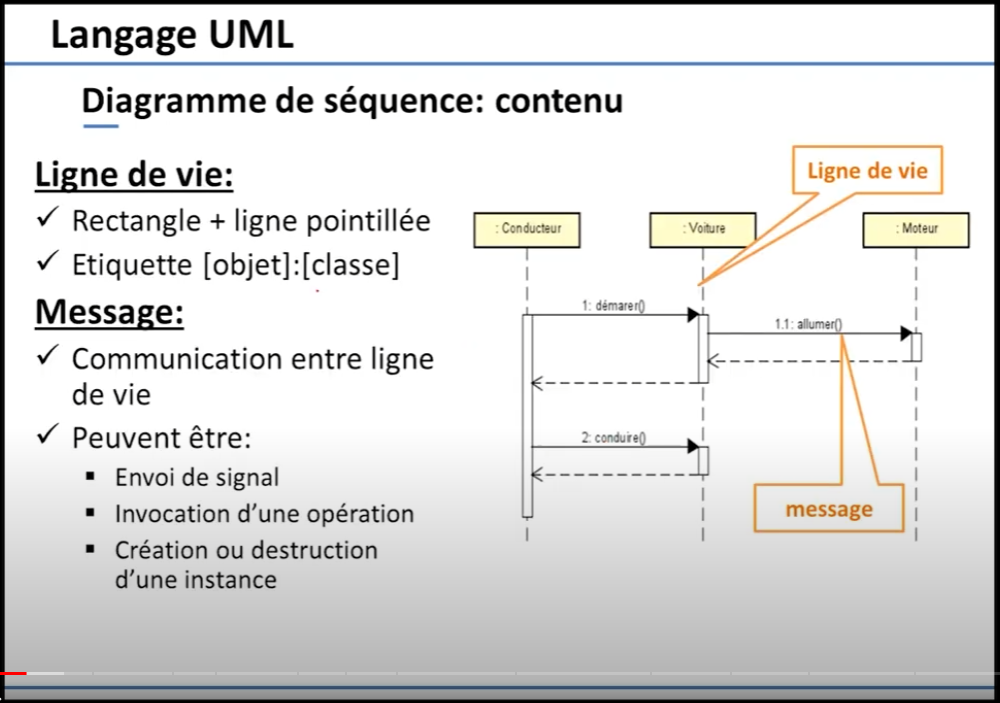 Langage UML
Diagramme de séquence: contenu
Ligne de vie:
✓ Rectangle + ligne pointillée
✓ Etiquette [objet]:[classe]
Message:
✓ Communication entre ligne
de vie
✓ Peuvent être:
▪ Envoi de signal
▪ Invocation d'une opération
▪ Création ou destruction
d'une instance
Ligne de vie
: Conducteur
: Voiture
: Moteur
1: démarer()
1.1: allumer()
2: conduire()
message